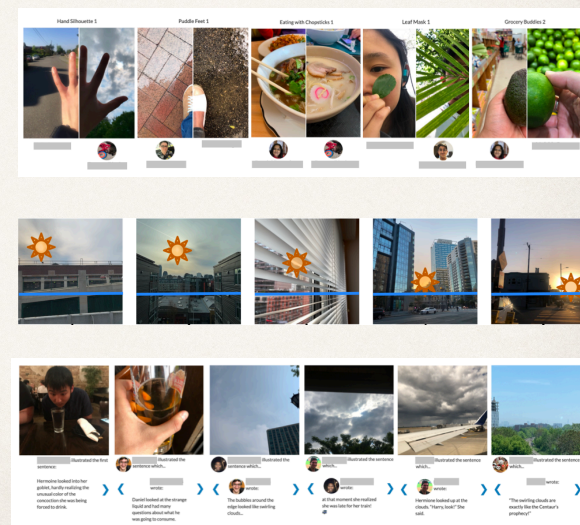 Hand Silhouette 1
Puddle Feet 1
Eating with Chopsticks 1
Leaf Mask 1
Grocery Buddies 2
illustrated the first
sentence:
Hermoine looked into her
goblet, hardly realizing the
unusual color of the
concoction she was being
forced to drink.
illustrated the
sentence which...
wrote:
Daniel looked at the strange
liquid and had many
questions about what he
was going to consume.
illustrated the
sentence which...
wrote:
The bubbles around the
edge looked like swirling
clouds...
illustrated the sentence
which...
wrote:
at that moment she realized
she was late for her train!
illustrated the sentence
which...
wrote:
Hermoine looked up at the
clouds. "Harry, look!" She
said.
illustrated the sentence
which...
wrote:
"The swirling clouds are
exactly like the Centaur's
prophecy!"